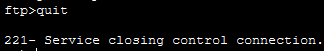 ftp>quit
221- Service closing control connection.